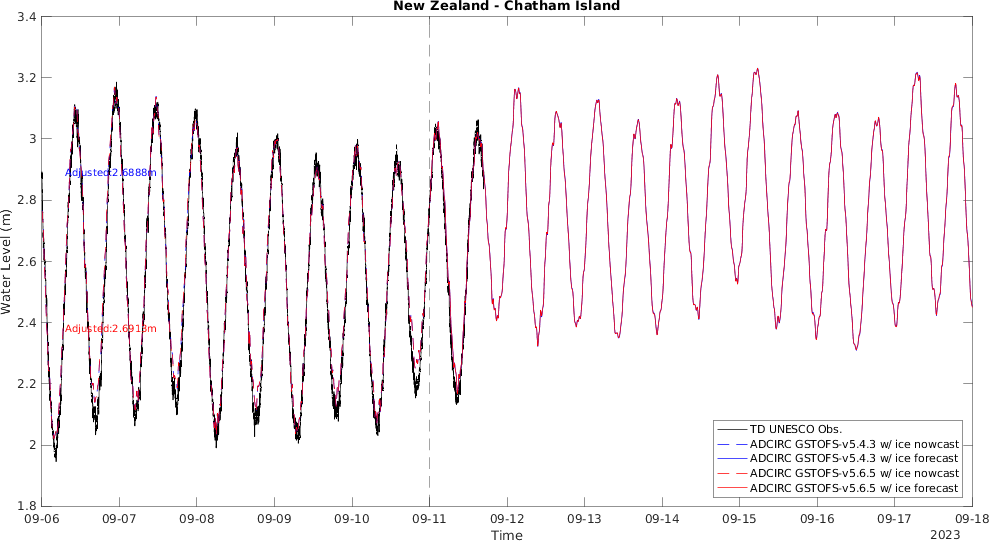 New Zealand - Chatham Island
3.4
3.2
3
2.8
2.6
2.4
2.2
2
1.8
Water Level (m)
Adjusted:2.6888m
Adjusted:2.6913m
TD UNESCO Obs.
ADCIRC GSTOFS-v5.4.3 w/ ice nowcast
ADCIRC GSTOFS-v5.4.3 w/ ice forecast
ADCIRC GSTOFS-v5.6.5 w/ ice nowcast
ADCIRC GSTOFS-v5.6.5 w/ ice forecast
09-06 09-07 09-08 09-09 09-10 09-11 09-12 09-13 09-14 09-15 09-16 09-17 09-18
Time
2023